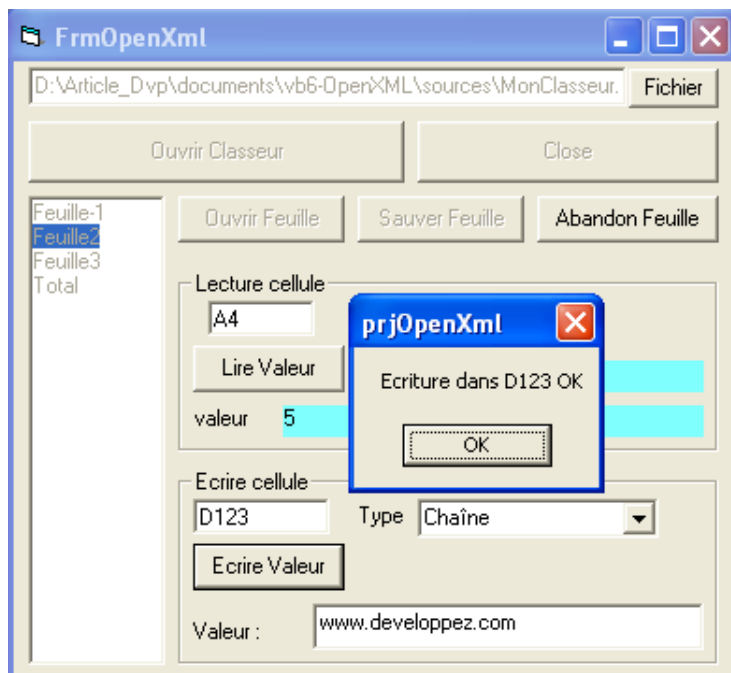 FrmOpenXml
D:\Article_Dvp\documents\vb6-OpenXML\sources\MonClasseur.
Fichier
Ouvrir Classeur
Close
Feuille-1
Feuille2
Feuille3
Total
Ouvrir Feuille
Sauver Feuille
Abandon Feuille
Lecture cellule
A4
Lire Valeur
valeur
5
prjOpenXml
Ecriture dans D123 OK
OK
Ecrire cellule
D123
Type
Chaîne
Ecrire Valeur
Valeur :
www.developpez.com